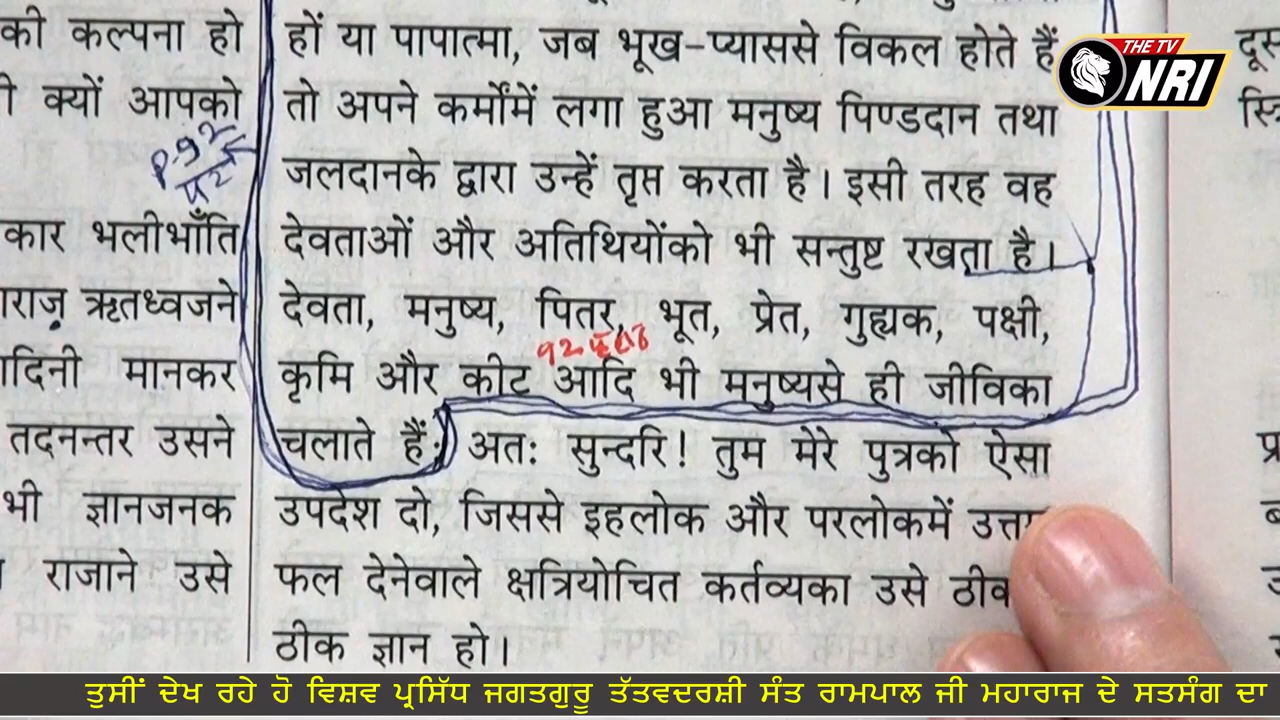 THE TV
NRI
की कल्पना हो
क्यों आपको
कार भलीभाँति
ऋतध्वजने
मानकर
तदनन्तर उसने
भी ज्ञानजनक
राजाने उसे
P.92
हों या पापात्मा, जब भूख-प्याससे विकल होते हैं
तो अपने कर्मोंमें लगा हुआ मनुष्य पिण्डदान तथा
जलदानके द्वारा उन्हें तृप्त करता है। इसी तरह वह
देवताओं और अतिथियोंको भी सन्तुष्ट रखता है।
देवता, मनुष्य, पितर, भूत, प्रेत, गुह्यक, पक्षी,
92
कृमि और कीट आदि भी मनुष्यसे ही जीविका
चलाते हैं; अतः सुन्दरि! तुम मेरे पुत्रको ऐसा
उपदेश दो, जिससे इहलोक और परलोकमें
फल देनेवाले क्षत्रियोचित कर्तव्यका उसे
ठीक ज्ञान हो।
ਤੁਸੀਂ ਦੇਖ ਰਹੇ ਹੋ ਵਿਸ਼ਵ ਪ੍ਰਸਿੱਧ ਜਗਤਗੁਰੂ ਤੱਤਵਦਰਸ਼ੀ ਸੰਤ ਰਾਮਪਾਲ ਜੀ ਮਹਾਰਾਜ ਦੇ ਸਤਸੰਗ ਦਾ